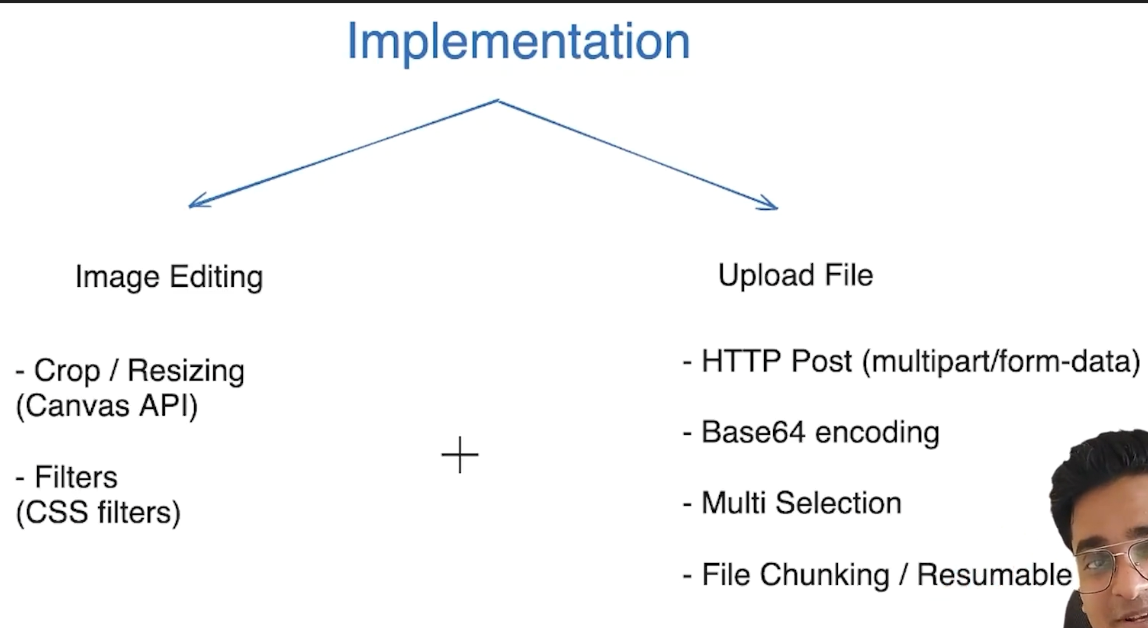 Implementation
Image Editing
- Crop / Resizing
(Canvas API)
- Filters
(CSS filters)
Upload File
- HTTP Post (multipart/form-data)
- Base64 encoding
- Multi Selection
- File Chunking / Resumable